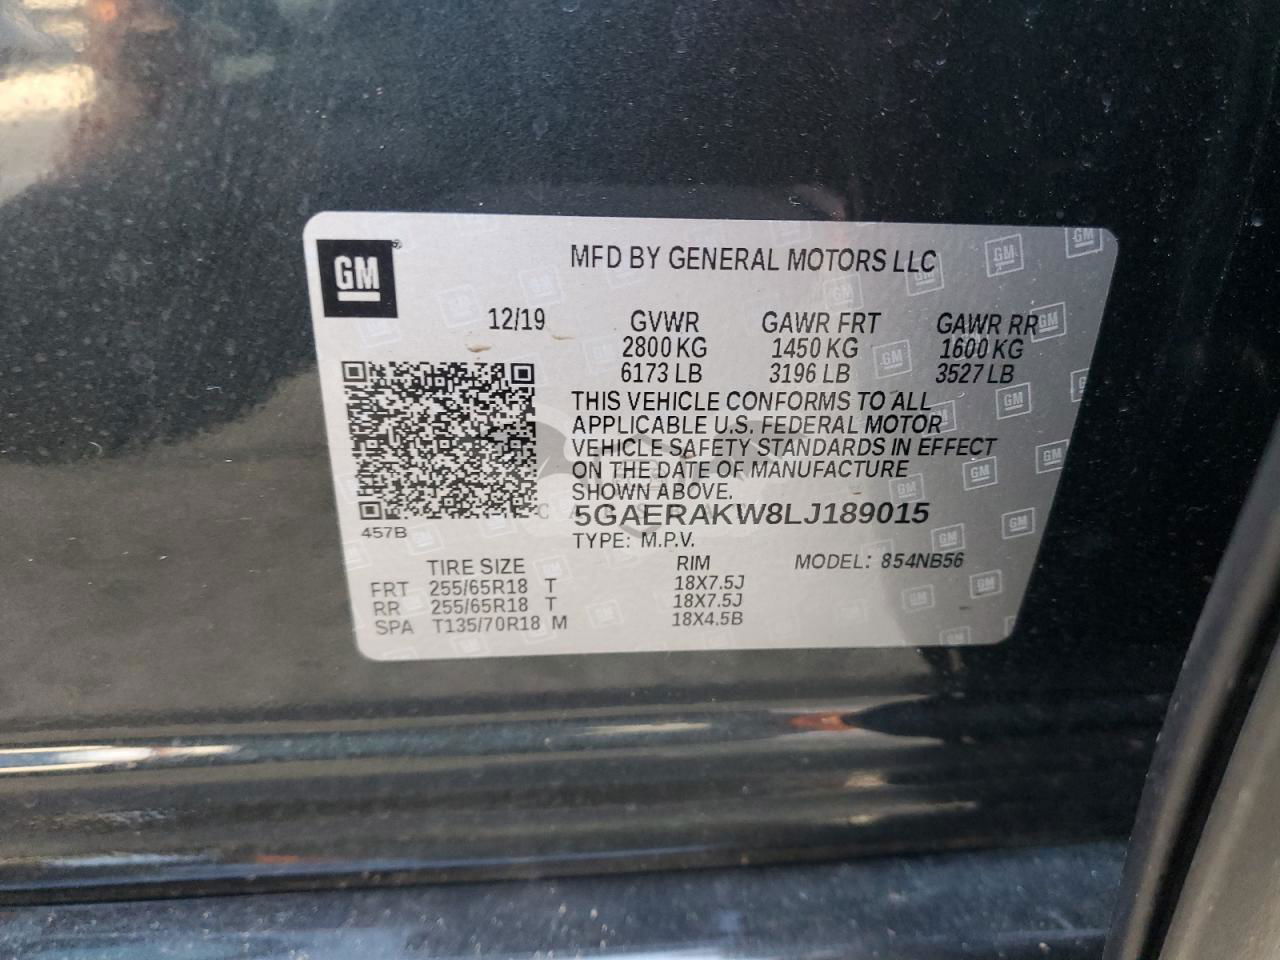 GM
MFD BY GENERAL MOTORS LLC
12/19 GVWR GAWR FRT GAWR RR
2800 KG 1450 KG 1600 KG
6173 LB 3196 LB 3527 LB
THIS VEHICLE CONFORMS TO ALL
APPLICABLE U.S. FEDERAL MOTOR
VEHICLE SAFETY STANDARDS IN EFFECT
ON THE DATE OF MANUFACTURE
SHOWN ABOVE.
5GAERAKW8LJ189015
457B
TYPE: M.P.V.
TIRE SIZE RIM MODEL: 854NB56
FRT 255/65R18 T 18X7.5J
RR 255/65R18 T 18X7.5J
SPA T135/70R18 M 18X4.5B